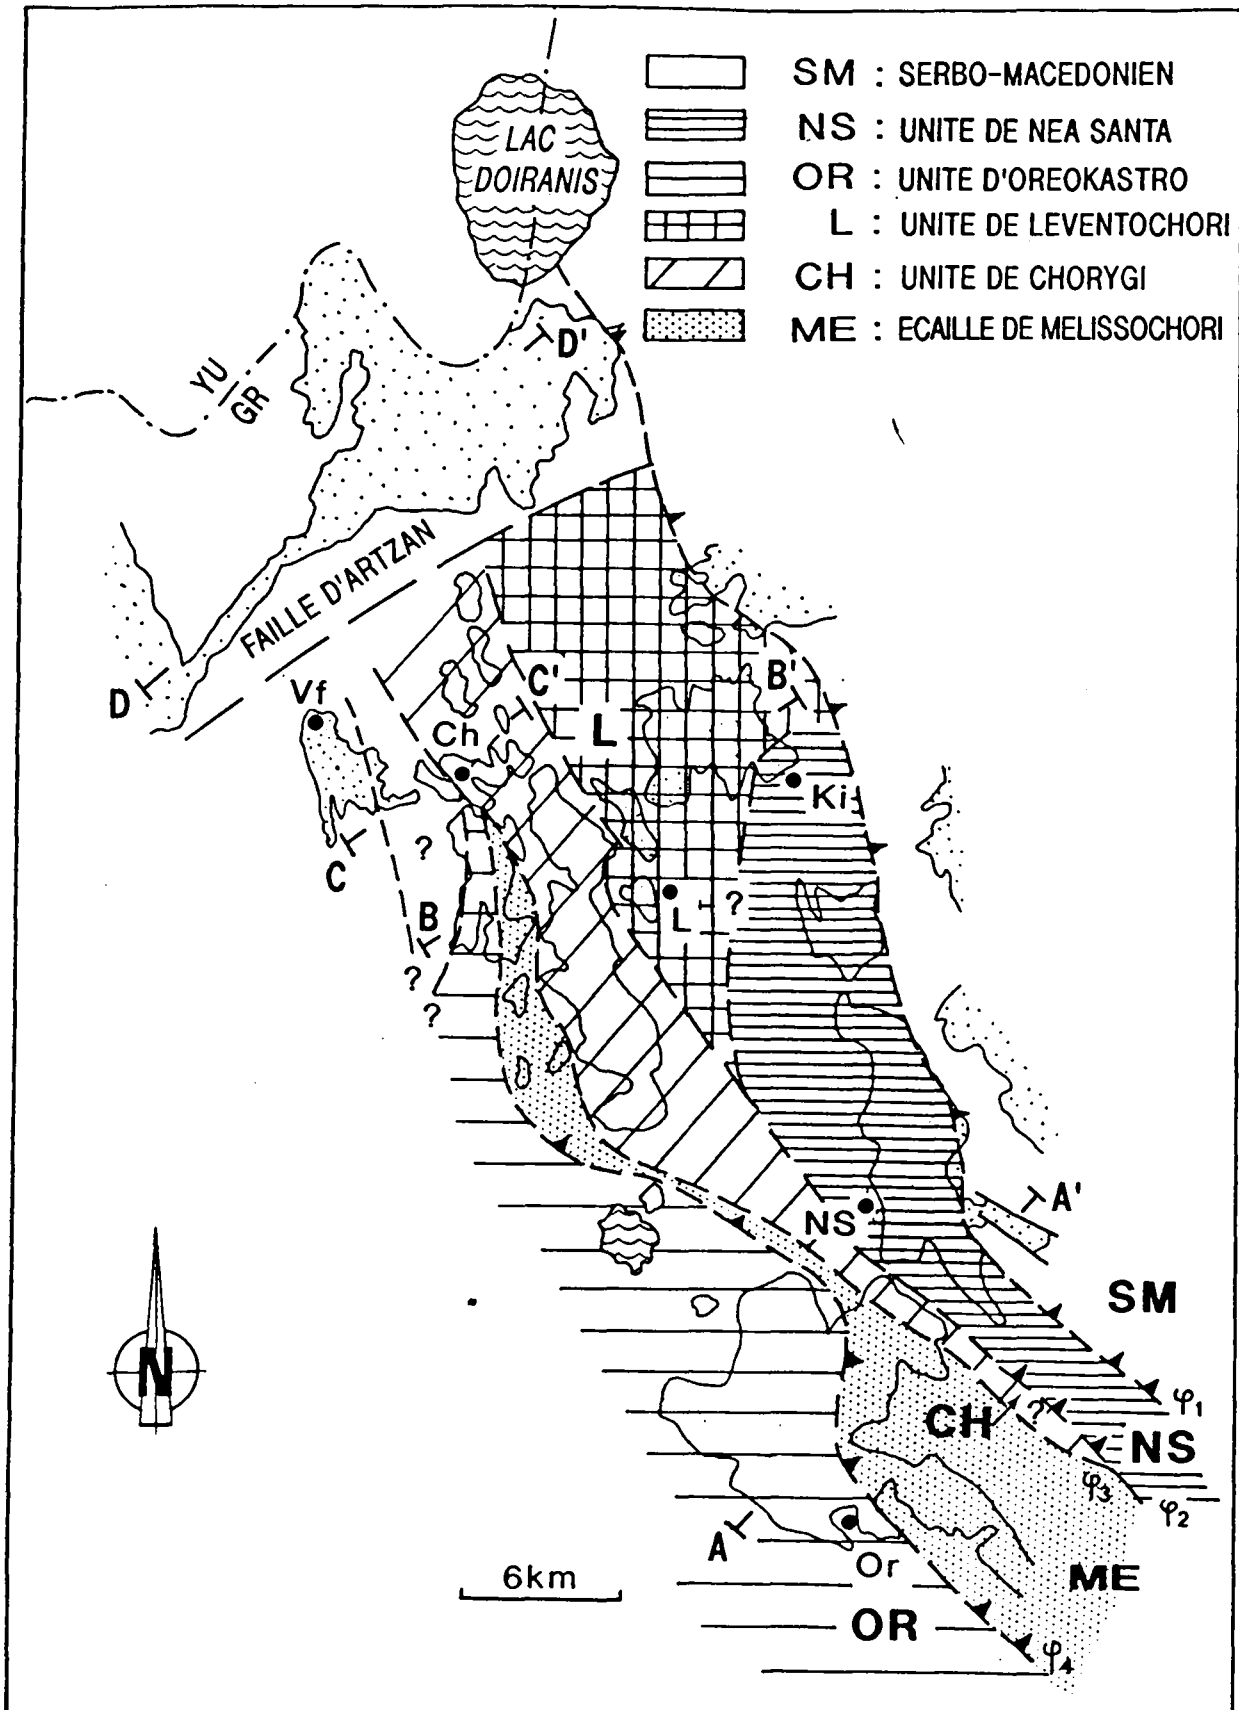 SM : SERBO-MACEDONIEN
NS : UNITE DE NEA SANTA
OR : UNITE D'OREOKASTRO
L : UNITE DE LEVENTOCHORI
CH : UNITE DE CHORYGI
ME : ECAILLE DE MELISSOCHORI
LAC
DOIRANIS
D'
YU
GR
FAILLE D'ARTZAN
D
Vf
C'
B'
Ch
L
Ki
?
C
B
L
?
?
?
A'
NS
SM
N
CH
?
φ1
NS
φ3
φ2
A
Or
6km
ME
OR
φ4